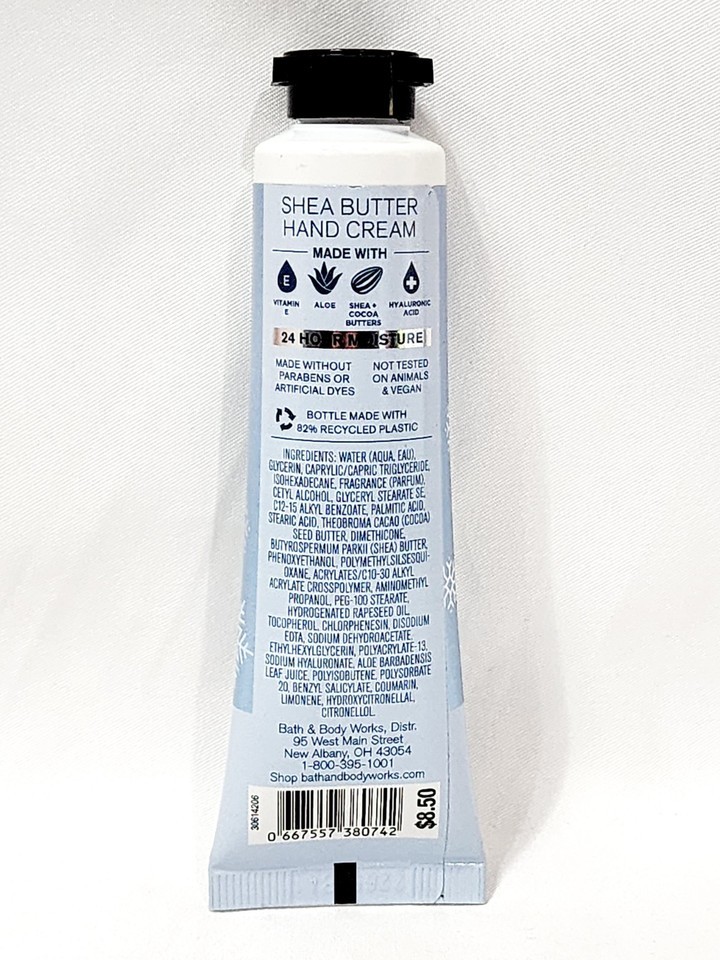 SHEA BUTTER
HAND CREAM
MADE WITH
E
VITAMIN
E
ALOE
SHEA +
COCOA
BUTTERS
HYALURONIC
ACID
24 HOUR MOISTURE
MADE WITHOUT
PARABENS OR
ARTIFICIAL DYES
NOT TESTED
ON ANIMALS
& VEGAN
BOTTLE MADE WITH
82% RECYCLED PLASTIC
INGREDIENTS: WATER (AQUA, EAU),
GLYCERIN, CAPRYLIC/CAPRIC TRIGLYCERIDE,
ISOHEXADECANE, FRAGRANCE (PARFUM),
CETYL ALCOHOL, GLYCERYL STEARATE SE,
C12-15 ALKYL BENZOATE, PALMITIC ACID,
STEARIC ACID, THEOBROMA CACAO (COCOA)
SEED BUTTER, DIMETHICONE,
BUTYROSPERMUM PARKII (SHEA) BUTTER,
PHENOXYETHANOL, POLYMETHYLSILSESQUI-
OXANE, ACRYLATES/C10-30 ALKYL
ACRYLATE CROSSPOLYMER, AMINOMETHYL
PROPANOL, PEG-100 STEARATE,
HYDROGENATED RAPESEED OIL,
TOCOPHEROL, CHLORPHENESIN, DISODIUM
EDTA, SODIUM DEHYDROACETATE,
ETHYLHEXYLGLYCERIN, POLYACRYLATE-13,
SODIUM HYALURONATE, ALOE BARBADENSIS
LEAF JUICE, POLYISOBUTENE, POLYSORBATE
20, BENZYL SALICYLATE, COUMARIN,
LIMONENE, HYDROXYCITRONELLAL,
CITRONELLOL.
Bath & Body Works, Distr.
95 West Main Street
New Albany, OH 43054
1-800-395-1001
Shop bathandbodyworks.com
30614206
0 667557 380742
$8.50